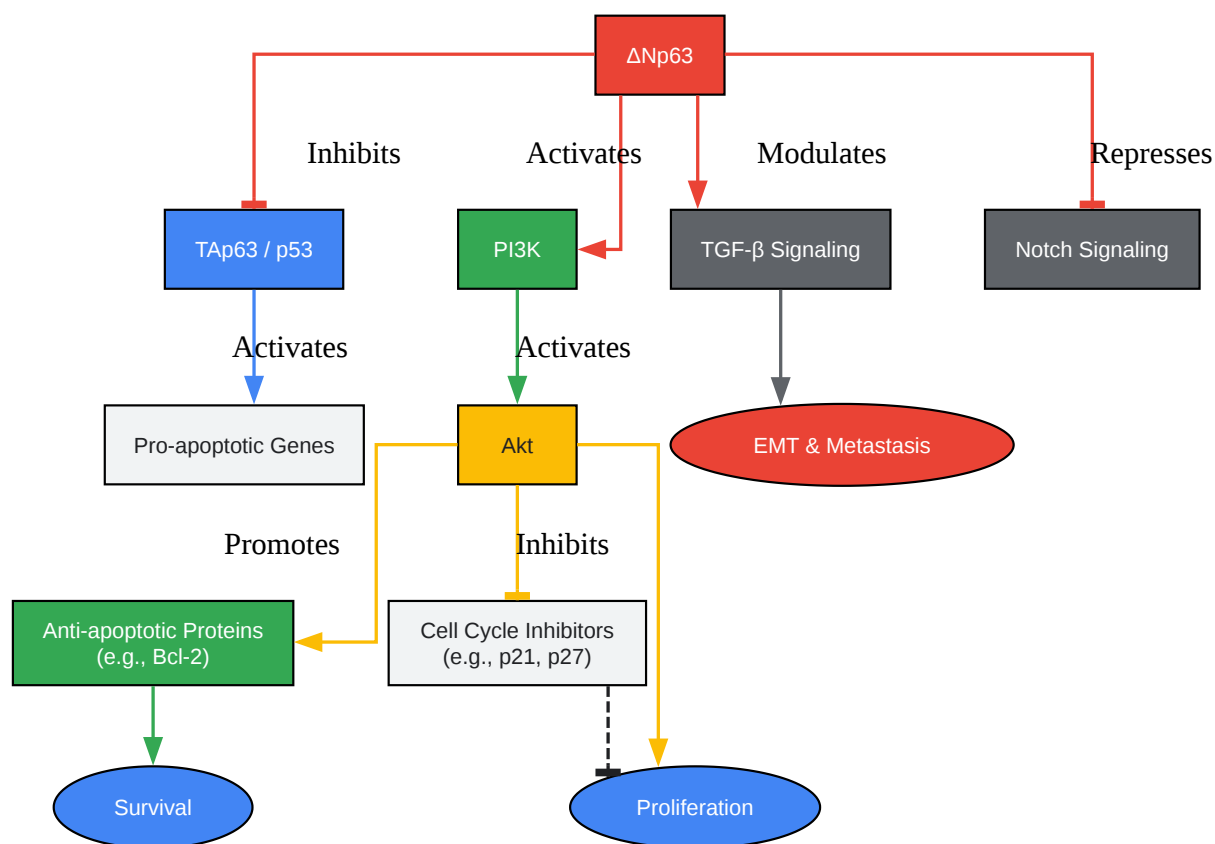 ΔNp63
Inhibits
Activates
Modulates
Represses
TAp63 / p53
PI3K
TGF-β Signaling
Notch Signaling
Activates
Activates
Pro-apoptotic Genes
Akt
EMT & Metastasis
Promotes
Inhibits
Anti-apoptotic Proteins
(e.g., Bcl-2)
Cell Cycle Inhibitors
(e.g., p21, p27)
Survival
Proliferation